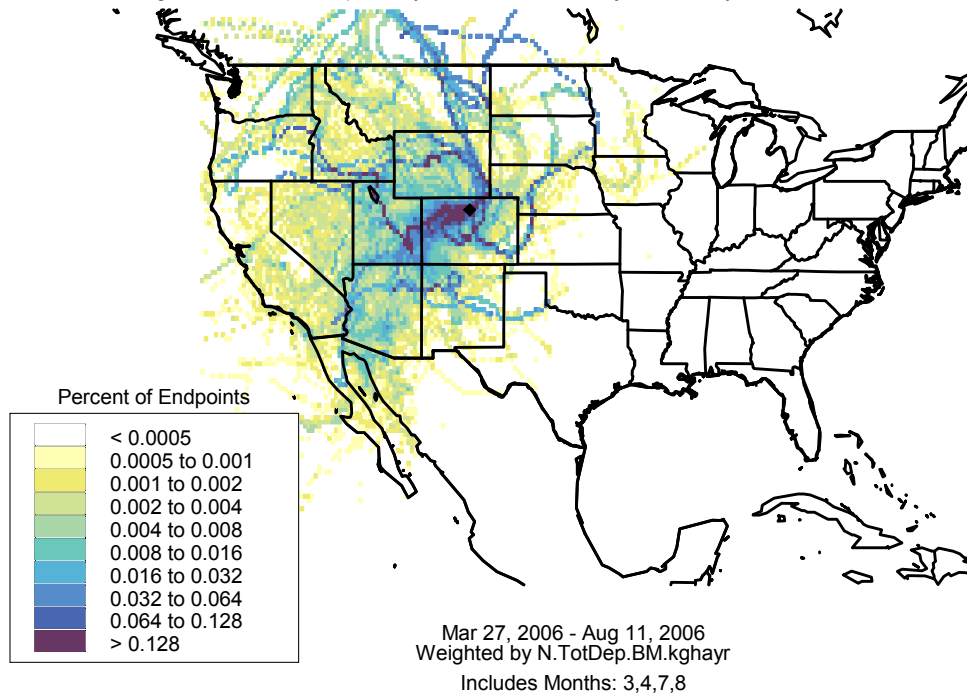 Percent of Endpoints
< 0.0005
0.0005 to 0.001
0.001 to 0.002
0.002 to 0.004
0.004 to 0.008
0.008 to 0.016
0.016 to 0.032
0.032 to 0.064
0.064 to 0.128
> 0.128
Mar 27, 2006 - Aug 11, 2006
Weighted by N.TotDep.BM.kghayr
Includes Months: 3,4,7,8